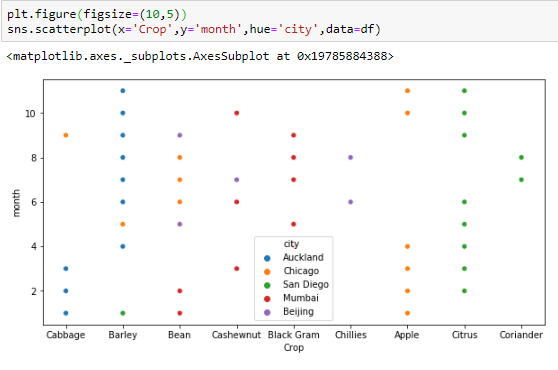 plt.figure(figsize=(10,5))
sns.scatterplot(x='Crop',y='month',hue='city',data=df)
<matplotlib.axes._subplots.AxesSubplot at 0x19785884388>
10
8
6
4
2
month
city
Auckland
Chicago
San Diego
Mumbai
Beijing
Cabbage Barley Bean Cashewnut Black Gram Chillies Apple Citrus Coriander
Crop